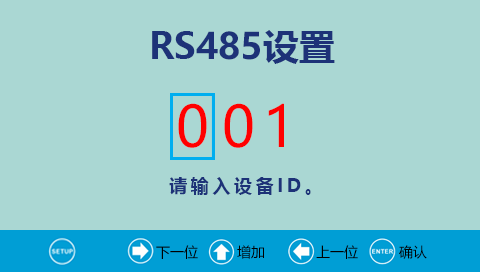 RS485设置
001
请输入设备ID。
SETUP 下一位 增加 上一位 ENTER 确认